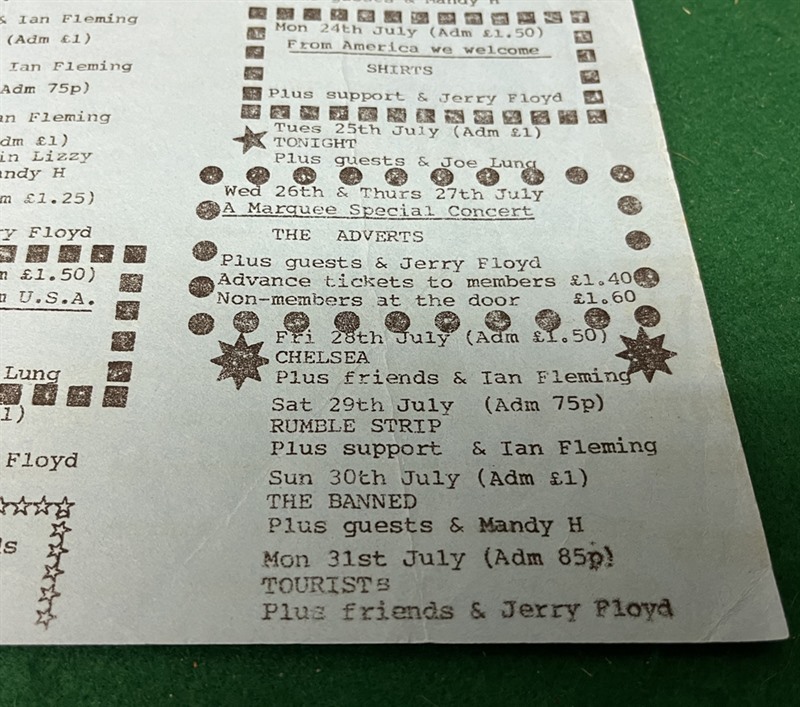 & Ian Fleming
(Adm £1)
Ian Fleming
Adm 75p)
an Fleming
dm £1)
in Lizzy
andy H
m £1.25)
ry Floyd
m £1.50)
m U.S.A.
Lung
1)
Floyd
ds
guests & Mandy H
Mon 24th July (Adm £1.50)
From America we welcome
SHIRTS
Plus support & Jerry Floyd
Tues 25th July (Adm £1)
TONIGHT
Plus guests & Joe Lung
Wed 26th & Thurs 27th July
A Marquee Special Concert
THE ADVERTS
Plus guests & Jerry Floyd
Advance tickets to members £1.40
Non-members at the door £1.60
Fri 28th July (Adm £1.50)
CHELSEA
Plus friends & Ian Fleming
Sat 29th July (Adm 75p)
RUMBLE STRIP
Plus support & Ian Fleming
Sun 30th July (Adm £1)
THE BANNED
Plus guests & Mandy H
Mon 31st July (Adm 85p)
TOURISTS
Plus friends & Jerry Floyd